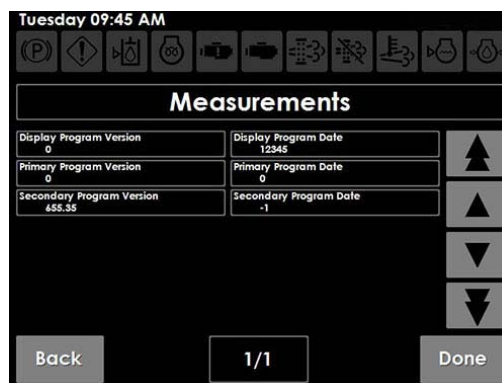 Tuesday 09:45 AM
(P)
Measurements
Display Program Version
0
Display Program Date
12345
Primary Program Version
0
Primary Program Date
0
Secondary Program Version
655.35
Secondary Program Date
-1
Back
1/1
Done